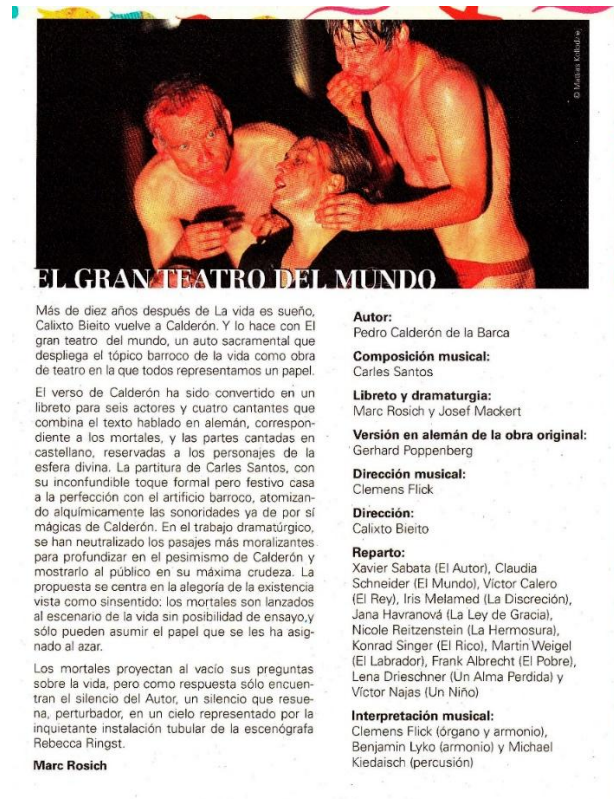 © Matthias Kolodziej
EL GRAN TEATRO DEL MUNDO
Más de diez años después de La vida es sueño,
Calixto Bieito vuelve a Calderón. Y lo hace con El
gran teatro del mundo, un auto sacramental que
despliega el tópico barroco de la vida como obra
de teatro en la que todos representamos un papel.
El verso de Calderón ha sido convertido en un
libreto para seis actores y cuatro cantantes que
combina el texto hablado en alemán, correspon-
diente a los mortales, y las partes cantadas en
castellano, reservadas a los personajes de la
esfera divina. La partitura de Carles Santos, con
su inconfundible toque formal pero festivo casa
a la perfección con el artificio barroco, atomizan-
do alquímicamente las sonoridades ya de por sí
mágicas de Calderón. En el trabajo dramatúrgico,
se han neutralizado los pasajes más moralizantes
para profundizar en el pesimismo de Calderón y
mostrarlo al público en su máxima crudeza. La
propuesta se centra en la alegoría de la existencia
vista como sinsentido: los mortales son lanzados
al escenario de la vida sin posibilidad de ensayo,y
sólo pueden asumir el papel que se les ha asig-
nado al azar.
Los mortales proyectan al vacío sus preguntas
sobre la vida, pero como respuesta sólo encuen-
tran el silencio del Autor, un silencio que resue-
na, perturbador, en un cielo representado por la
inquietante instalación tubular de la escenógrafa
Rebecca Ringst.
Marc Rosich
Autor:
Pedro Calderón de la Barca
Composición musical:
Carles Santos
Libreto y dramaturgia:
Marc Rosich y Josef Mackert
Versión en alemán de la obra original:
Gerhard Poppenberg
Dirección musical:
Clemens Flick
Dirección:
Calixto Bieito
Reparto:
Xavier Sabata (El Autor), Claudia
Schneider (El Mundo), Víctor Calero
(El Rey), Iris Melamed (La Discreción),
Jana Havranová (La Ley de Gracia),
Nicole Reitzenstein (La Hermosura),
Konrad Singer (El Rico), Martin Weigel
(El Labrador), Frank Albrecht (El Pobre),
Lena Drieschner (Un Alma Perdida) y
Víctor Najas (Un Niño)
Interpretación musical:
Clemens Flick (órgano y armonio),
Benjamin Lyko (armonio) y Michael
Kiedaisch (percusión)